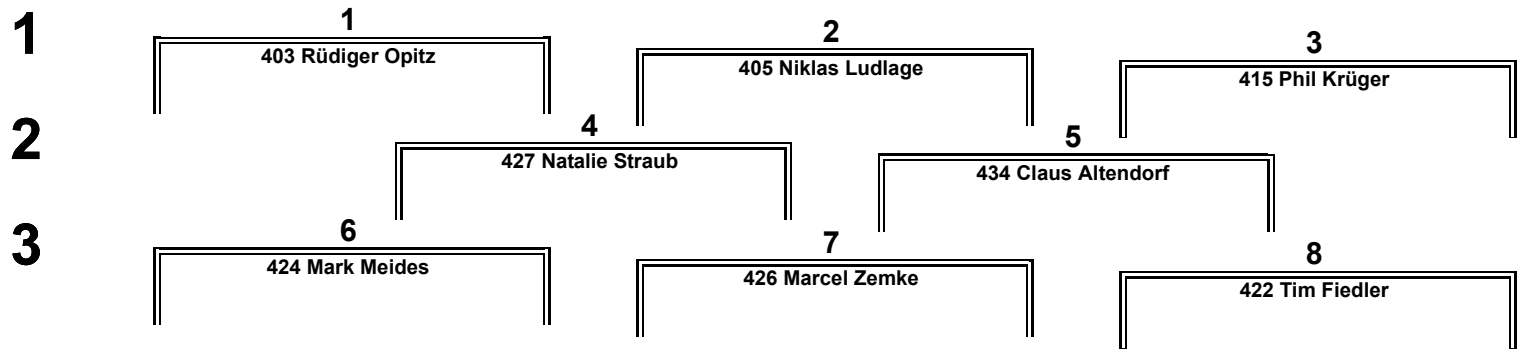 1
1
403 Rüdiger Opitz
2
405 Niklas Ludlage
3
415 Phil Krüger
2
4
427 Natalie Straub
5
434 Claus Altendorf
3
6
424 Mark Meides
7
426 Marcel Zemke
8
422 Tim Fiedler